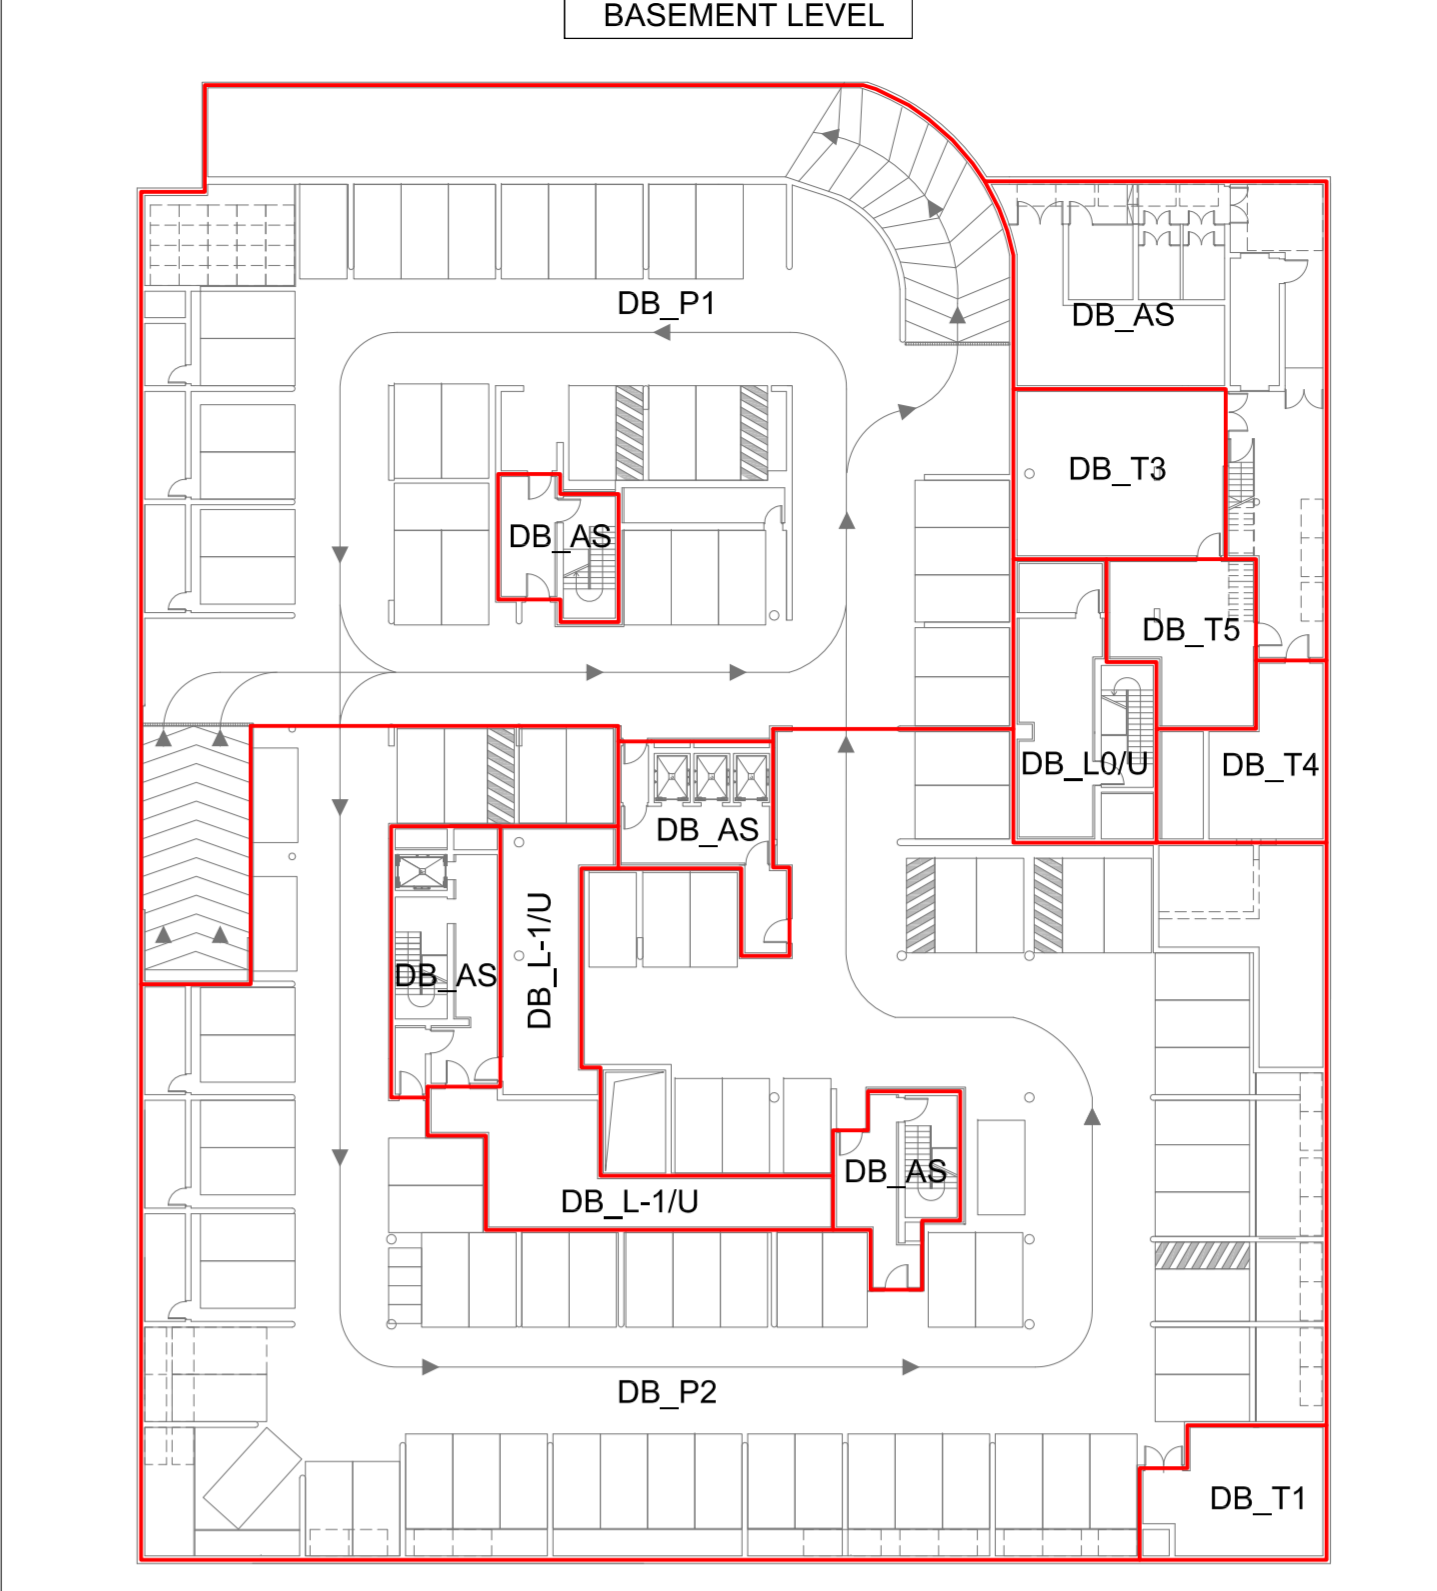 BASEMENT LEVEL
DB_P1
DB_AS
DB_T3
DB_AS
DB_T5
DB_L0/U
DB_T4
DB_AS
DB_L-1/U
DB_AS
DB_AS
DB_L-1/U
DB_P2
DB_T1